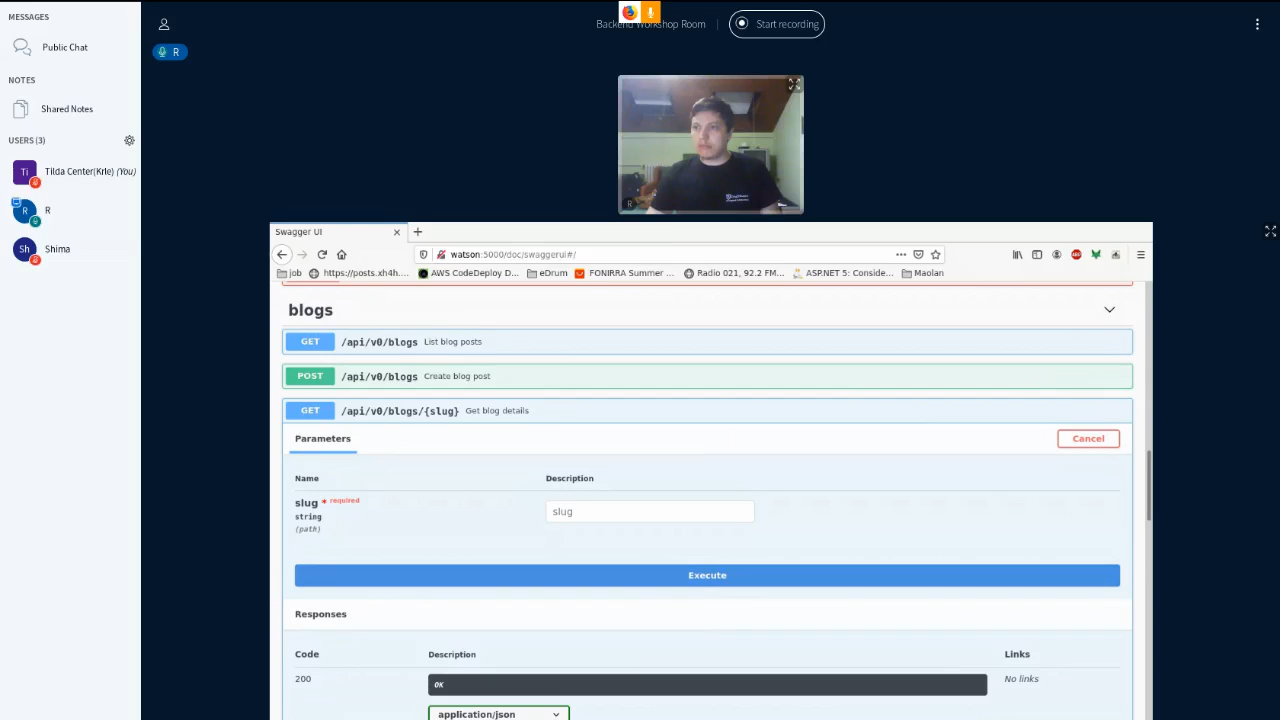 MESSAGES
Public Chat
NOTES
Shared Notes
USERS (3)
Ti
Tilda Center(Krle) (You)
R
R
Sh
Shima
Backend Workshop Room
Start recording
R
R
Swagger UI
watson:5000/doc/swaggerui#/
job
https://posts.xh4h....
AWS CodeDeploy D...
eDrum
FONIRRA Summer ...
Radio 021, 92.2 FM...
ASP.NET 5: Conside...
Maolan
blogs
GET /api/v0/blogs List blog posts
POST /api/v0/blogs Create blog post
GET /api/v0/blogs/{slug} Get blog details
Parameters
Cancel
Name
Description
slug * required
string
(path)
slug
Execute
Responses
Code
Description
Links
200
OK
No links
application/json